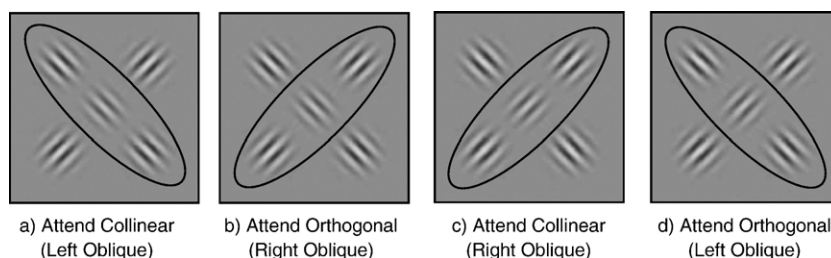 a) Attend Collinear
(Left Oblique)
b) Attend Orthogonal
(Right Oblique)
c) Attend Collinear
(Right Oblique)
d) Attend Orthogonal
(Left Oblique)